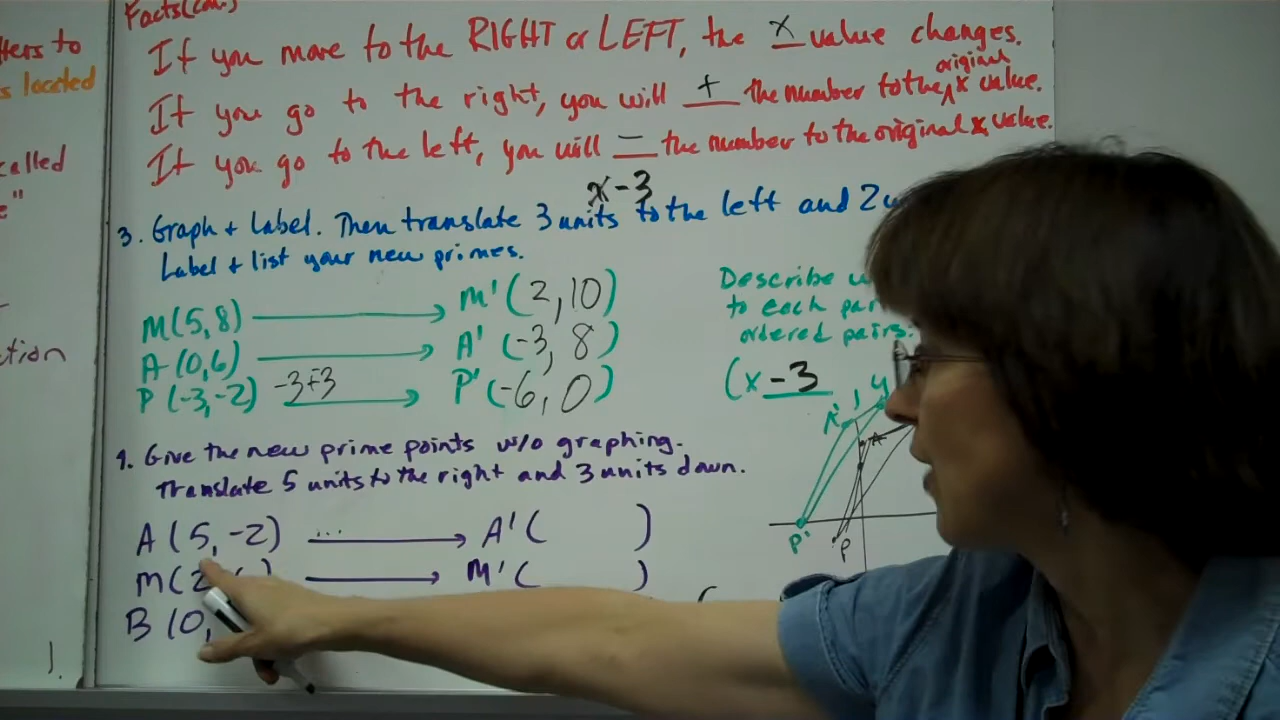 Facts (con.)
If you move to the RIGHT or LEFT, the x value changes.
If you go to the right, you will + the number to the ^ original x value.
If you go to the left, you will - the number to the original x value.
x-3
3. Graph + Label. Then translate 3 units to the left and 2 u
Label + list your new primes.
M(5,8) M'(2,10)
A(0,6) A'(-3,8)
P(-3,-2) -3+-3 P'(-6,0)
Describe
to each
ordered pairs:
(x -3 , y
P' P A
4. Give the new prime points w/o graphing.
Translate 5 units to the right and 3 units down.
A(5,-2) ... A'( )
M(2, M'( )
B(0,
to
s located
called
e"
ction